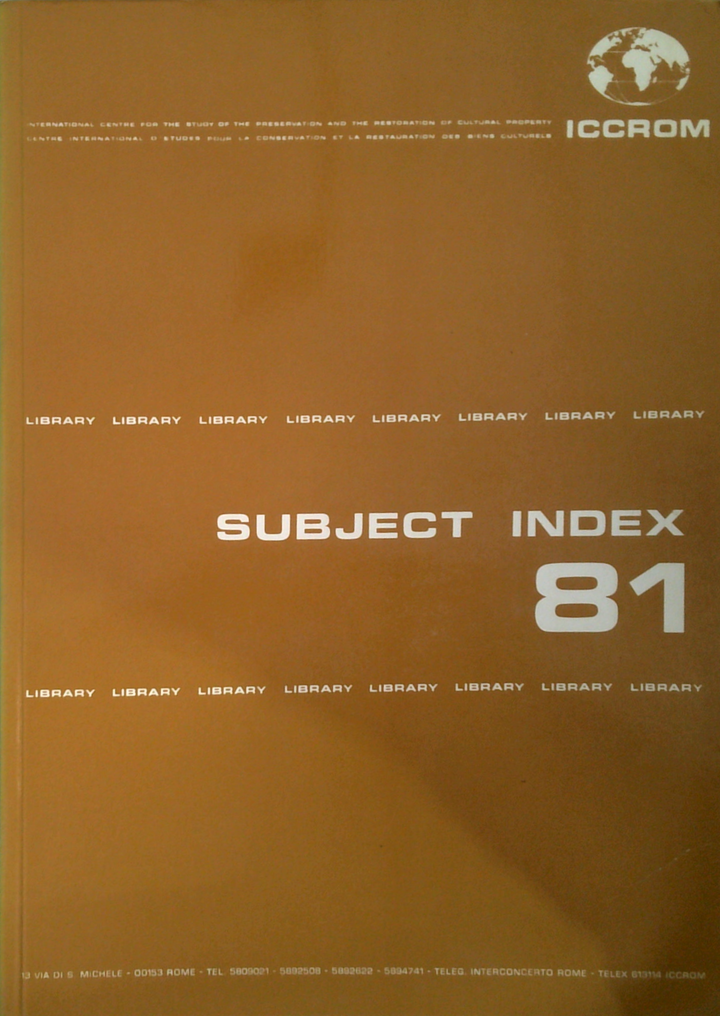 INTERNATIONAL CENTRE FOR THE STUDY OF THE PRESERVATION AND THE RESTORATION OF CULTURAL PROPERTY
CENTRE INTERNATIONAL D ETUDES POUR LA CONSERVATION ET LA RESTAURATION DES BIENS CULTURELS
ICCROM
LIBRARY LIBRARY LIBRARY LIBRARY LIBRARY LIBRARY LIBRARY LIBRARY
SUBJECT INDEX
81
LIBRARY LIBRARY LIBRARY LIBRARY LIBRARY LIBRARY LIBRARY LIBRARY
13 VIA DI S. MICHELE - 00153 ROME - TEL. 5809021 - 5892509 - 5892622 - 5894741 - TELEG. INTERCONCERTO ROME - TELEX 613114 ICCROM